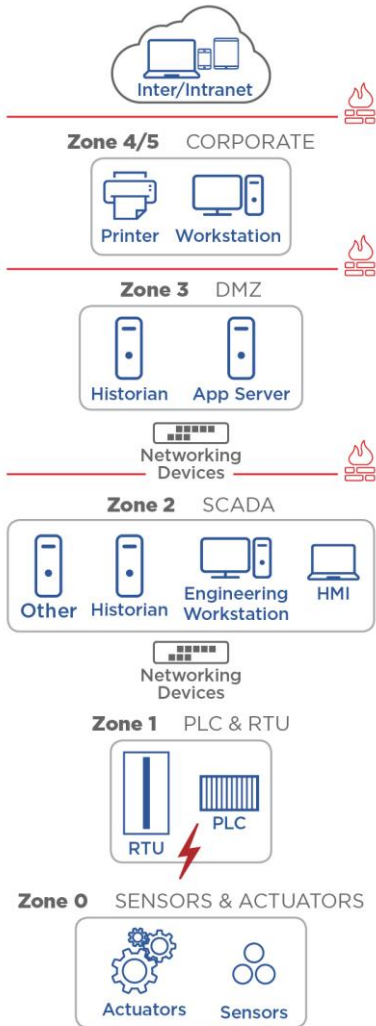 Inter/Intranet
Zone 4/5 CORPORATE
Printer Workstation
Zone 3 DMZ
Historian App Server
Networking
Devices
Zone 2 SCADA
Other Historian Engineering Workstation HMI
Networking
Devices
Zone 1 PLC & RTU
PLC
RTU
Zone 0 SENSORS & ACTUATORS
Actuators Sensors